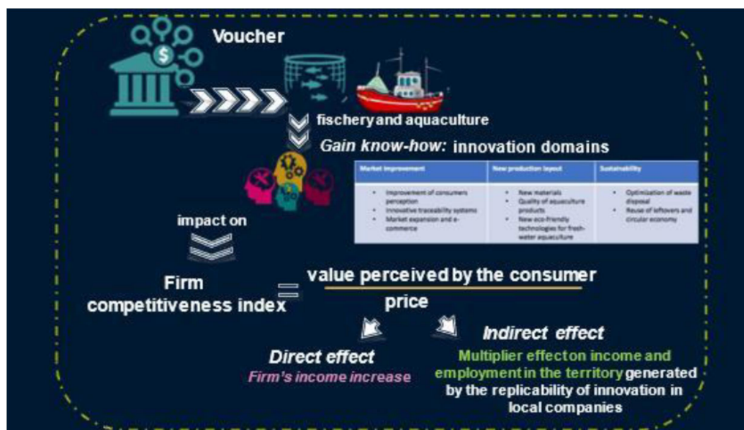 Voucher
$
fischery and aquaculture
Gain know-how: innovation domains
Market Improvement
New production layout
Sustainability
• Improvement of consumers
perception
• Innovative traceability systems
• Market expansion and e-
commerce
• New materials
• Quality of aquaculture
products
• New eco-friendly
technologies for fresh-
water aquaculture
• Optimization of waste
disposal
• Reuse of leftovers and
circular economy
impact on
Firm
competitiveness index
=
value perceived by the consumer
price
Direct effect
Firm's income increase
Indirect effect
Multiplier effect on income and
employment in the territory generated
by the replicability of innovation in
local companies